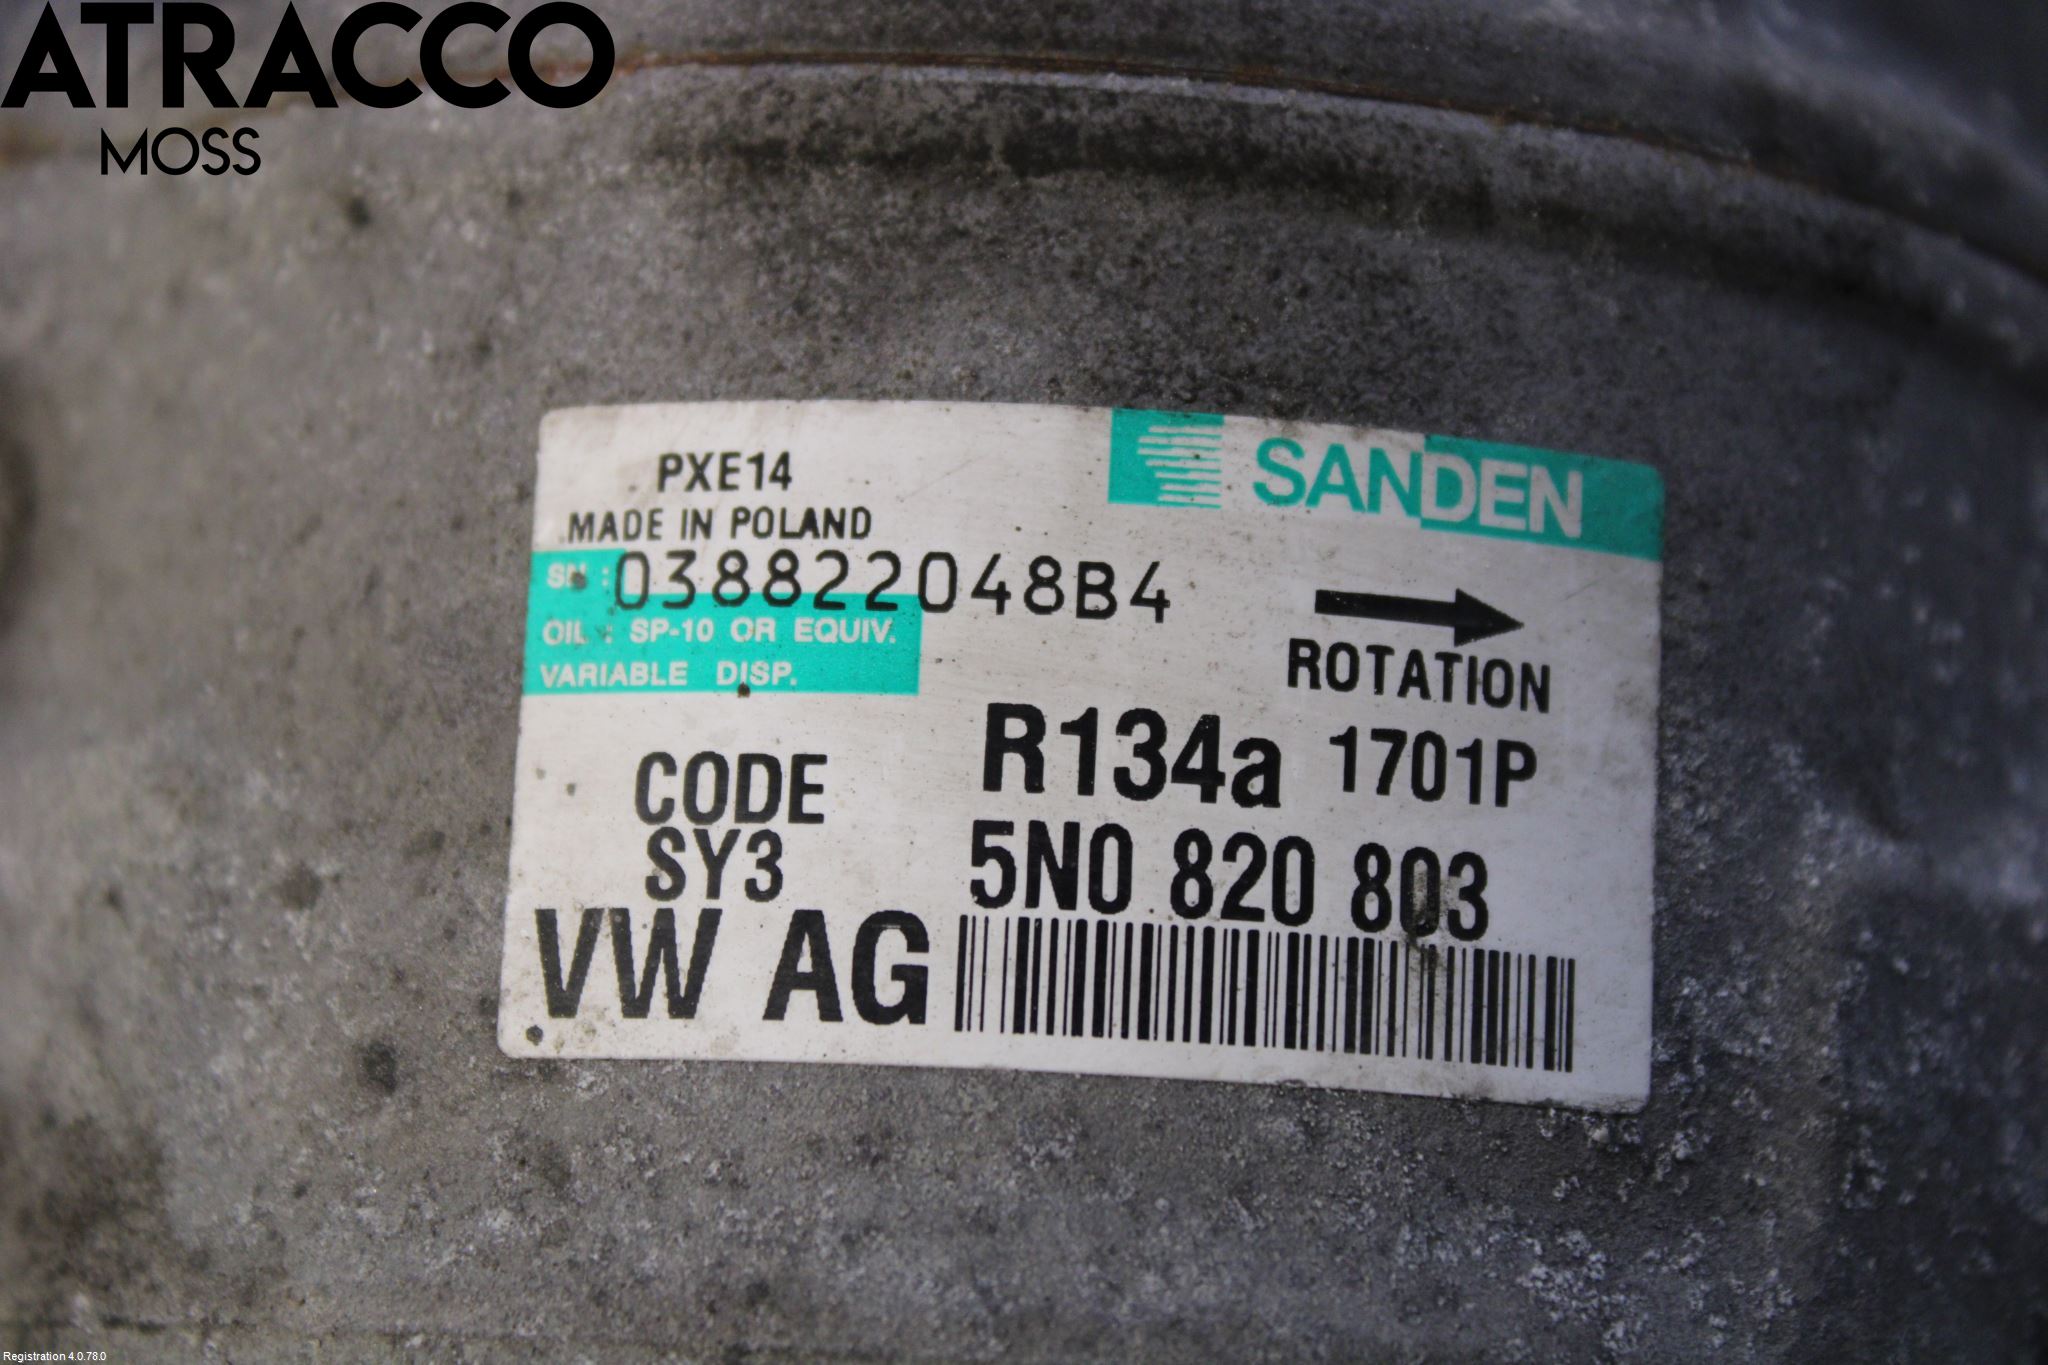 ATRACCO
MOSS
PXE14
SANDEN
MADE IN POLAND
SN : 038822048B4
OIL : SP-10 OR EQUIV.
VARIABLE DISP.
ROTATION
R134a 1701P
CODE
SY3
5N0 820 803
VW AG
Registration 4.0.78.0